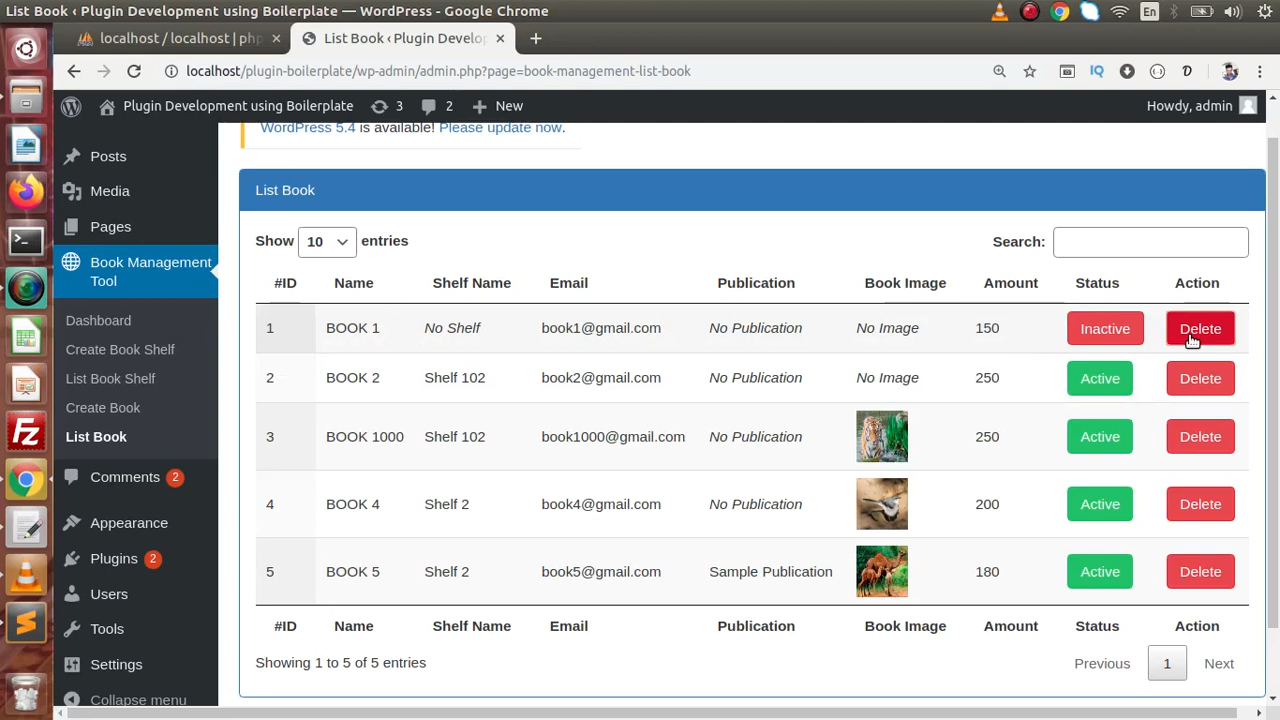 List Book ‹ Plugin Development using Boilerplate — WordPress - Google Chrome
En
localhost / localhost | php
List Book ‹ Plugin Develop
localhost/plugin-boilerplate/wp-admin/admin.php?page=book-management-list-book
IQ
Plugin Development using Boilerplate 3 2 New Howdy, admin
WordPress 5.4 is available! Please update now.
Posts
Media
Pages
Book Management
Tool
Dashboard
Create Book Shelf
List Book Shelf
Create Book
List Book
Comments 2
Appearance
Plugins 2
Users
Tools
Settings
Collapse menu
List Book
Show 10 entries Search:
#ID Name Shelf Name Email Publication Book Image Amount Status Action
1 BOOK 1 No Shelf book1@gmail.com No Publication No Image 150 Inactive Delete
2 BOOK 2 Shelf 102 book2@gmail.com No Publication No Image 250 Active Delete
3 BOOK 1000 Shelf 102 book1000@gmail.com No Publication 250 Active Delete
4 BOOK 4 Shelf 2 book4@gmail.com No Publication 200 Active Delete
5 BOOK 5 Shelf 2 book5@gmail.com Sample Publication 180 Active Delete
#ID Name Shelf Name Email Publication Book Image Amount Status Action
Showing 1 to 5 of 5 entries Previous 1 Next